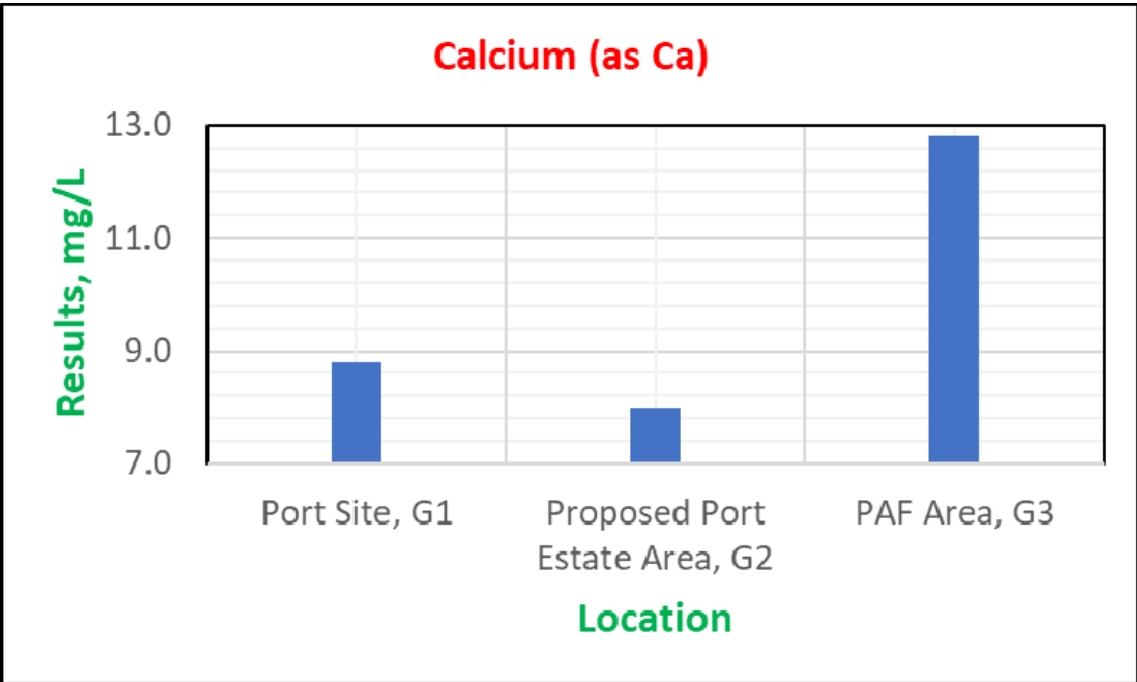 Calcium (as Ca)
13.0
11.0
9.0
7.0
Results, mg/L
Port Site, G1
Proposed Port
Estate Area, G2
PAF Area, G3
Location